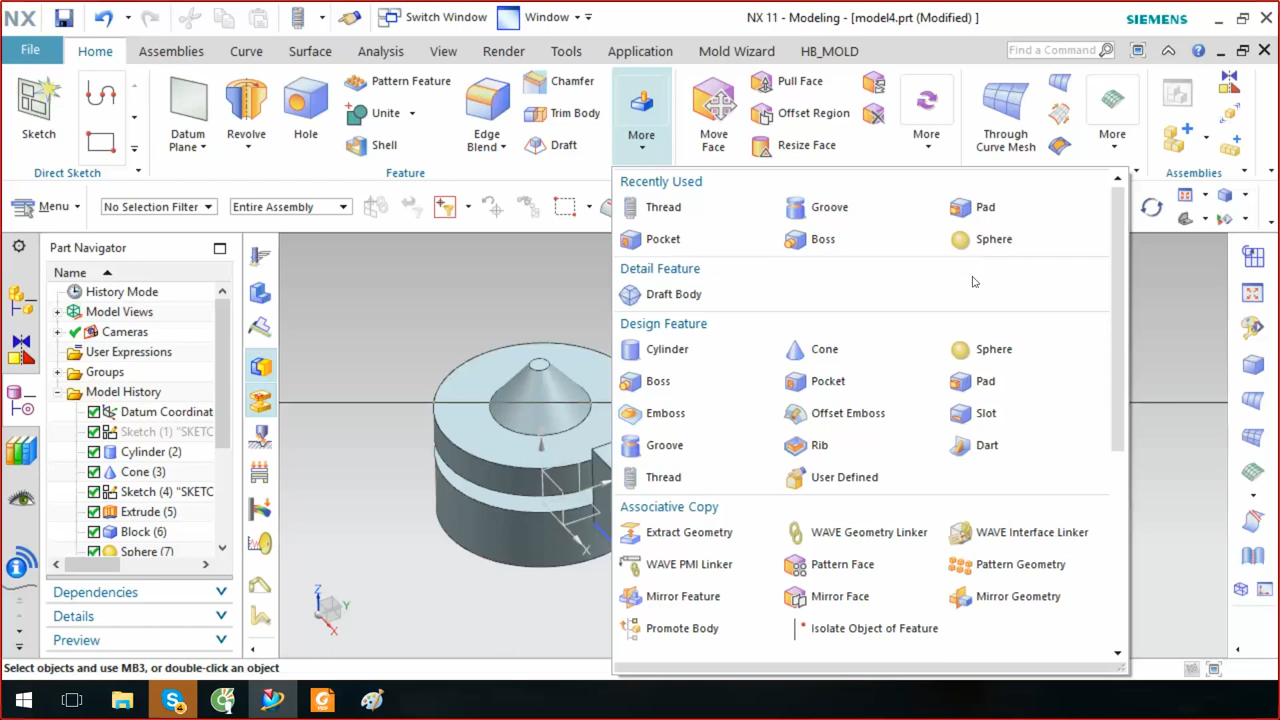 NX
Switch Window
Window
NX 11 - Modeling - [model4.prt (Modified) ]
SIEMENS
File
Home
Assemblies
Curve
Surface
Analysis
View
Render
Tools
Application
Mold Wizard
HB_MOLD
Find a Command
Sketch
Direct Sketch
Datum Plane
Revolve
Hole
Pattern Feature
Unite
Shell
Edge Blend
Chamfer
Trim Body
Draft
Feature
More
Move Face
Pull Face
Offset Region
Resize Face
More
Through Curve Mesh
More
Assemblies
Menu
No Selection Filter
Entire Assembly
Part Navigator
Name
History Mode
Model Views
Cameras
User Expressions
Groups
Model History
Datum Coordinat
Sketch (1) "SKETC
Cylinder (2)
Cone (3)
Sketch (4) "SKETC
Extrude (5)
Block (6)
Sphere (7)
Dependencies
Details
Preview
X
Z
Y
X
Recently Used
Thread Groove Pad
Pocket Boss Sphere
Detail Feature
Draft Body
Design Feature
Cylinder Cone Sphere
Boss Pocket Pad
Emboss Offset Emboss Slot
Groove Rib Dart
Thread User Defined
Associative Copy
Extract Geometry WAVE Geometry Linker WAVE Interface Linker
WAVE PMI Linker Pattern Face Pattern Geometry
Mirror Feature Mirror Face Mirror Geometry
Promote Body Isolate Object of Feature
Select objects and use MB3, or double-click an object
4